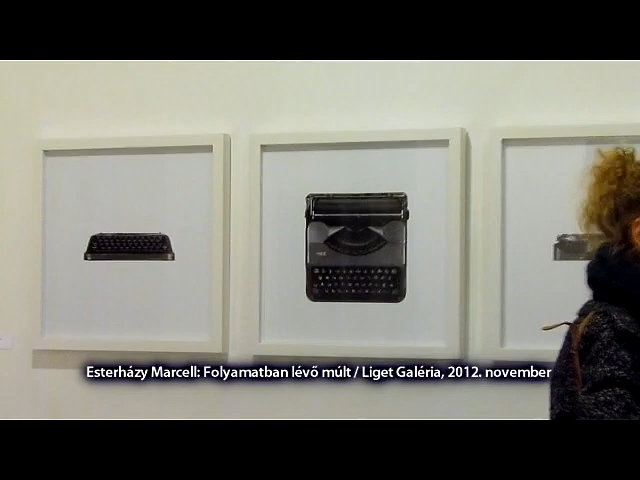 Esterházy Marcell: Folyamatban lévő múlt / Liget Galéria, 2012. november